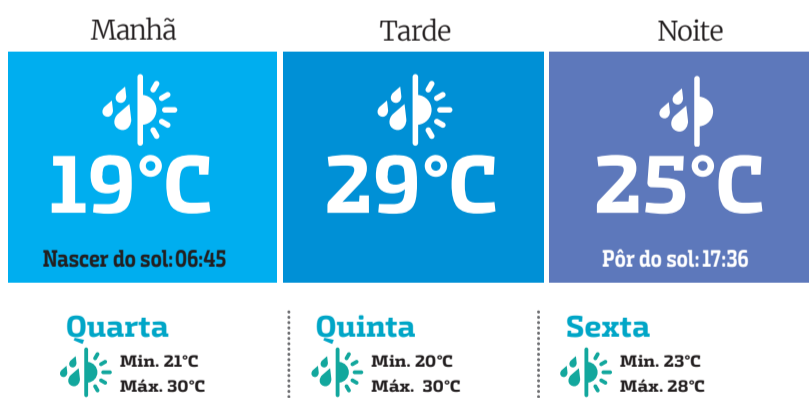 Manhã
Tarde
Noite
19°C
29°C
25°C
Nascer do sol: 06:45
Pôr do sol: 17:36
Quarta
Min. 21°C
Máx. 30°C
Quinta
Min. 20°C
Máx. 30°C
Sexta
Min. 23°C
Máx. 28°C